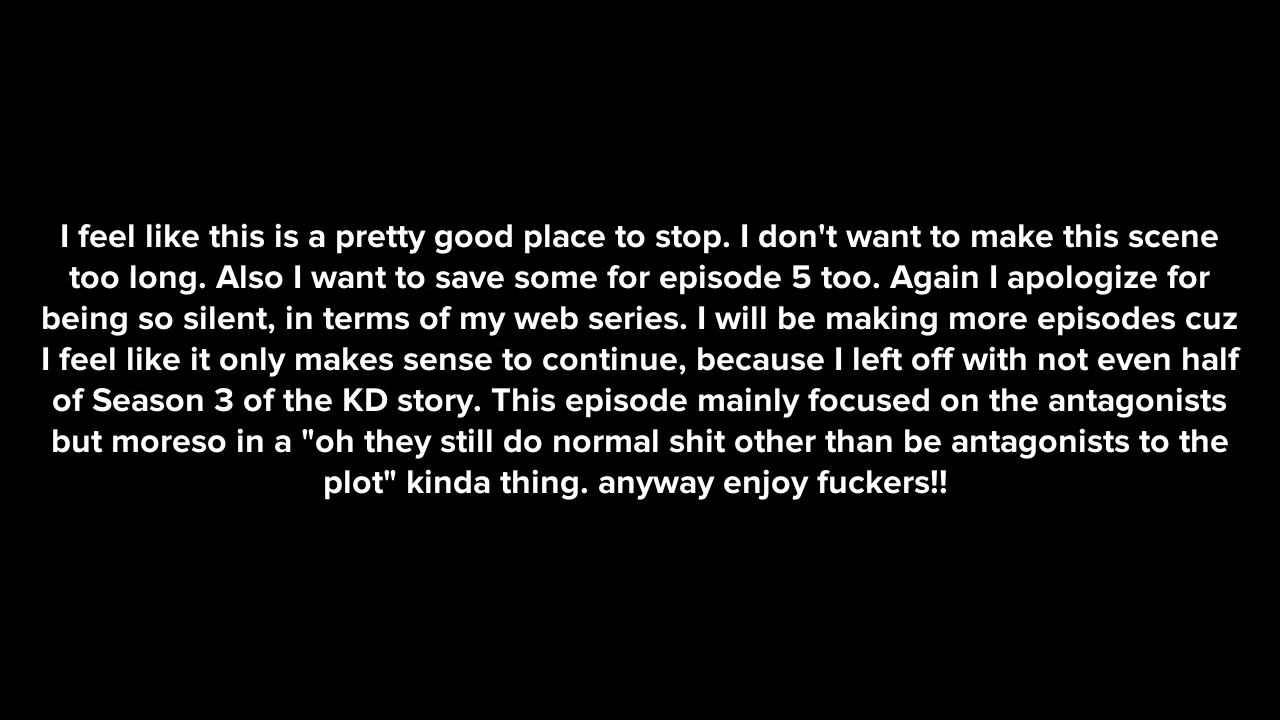 I feel like this is a pretty good place to stop. I don't want to make this scene
too long. Also I want to save some for episode 5 too. Again I apologize for
being so silent, in terms of my web series. I will be making more episodes cuz
I feel like it only makes sense to continue, because I left off with not even half
of Season 3 of the KD story. This episode mainly focused on the antagonists
but moreso in a "oh they still do normal shit other than be antagonists to the
plot" kinda thing. anyway enjoy fuckers!!